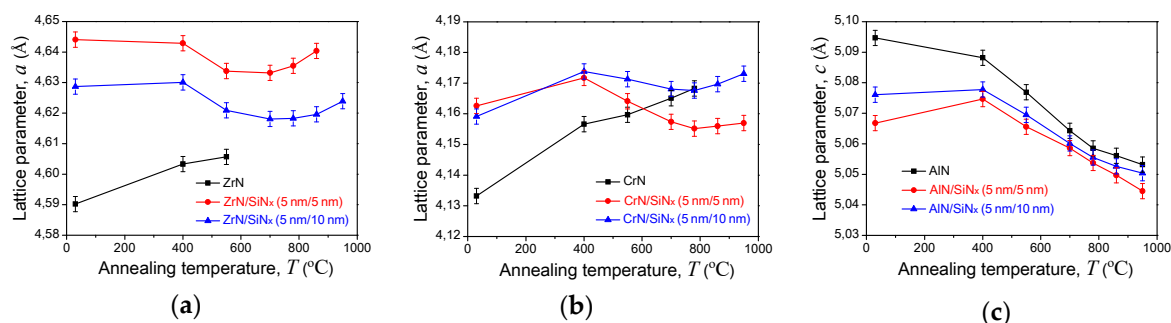 Lattice parameter, a (Å)
4,65
4,64
4,63
4,62
4,61
4,60
4,59
4,58
ZrN
ZrN/SiNx (5 nm/5 nm)
ZrN/SiNx (5 nm/10 nm)
0 200 400 600 800 1000
Annealing temperature, T (ºC)
(a)
Lattice parameter, a (Å)
4,19
4,18
4,17
4,16
4,15
4,14
4,13
4,12
CrN
CrN/SiNx (5 nm/5 nm)
CrN/SiNx (5 nm/10 nm)
0 200 400 600 800 1000
Annealing temperature, T (ºC)
(b)
Lattice parameter, c (Å)
5,10
5,09
5,08
5,07
5,06
5,05
5,04
5,03
AlN
AlN/SiNx (5 nm/5 nm)
AlN/SiNx (5 nm/10 nm)
0 200 400 600 800 1000
Annealing temperature, T (ºC)
(c)